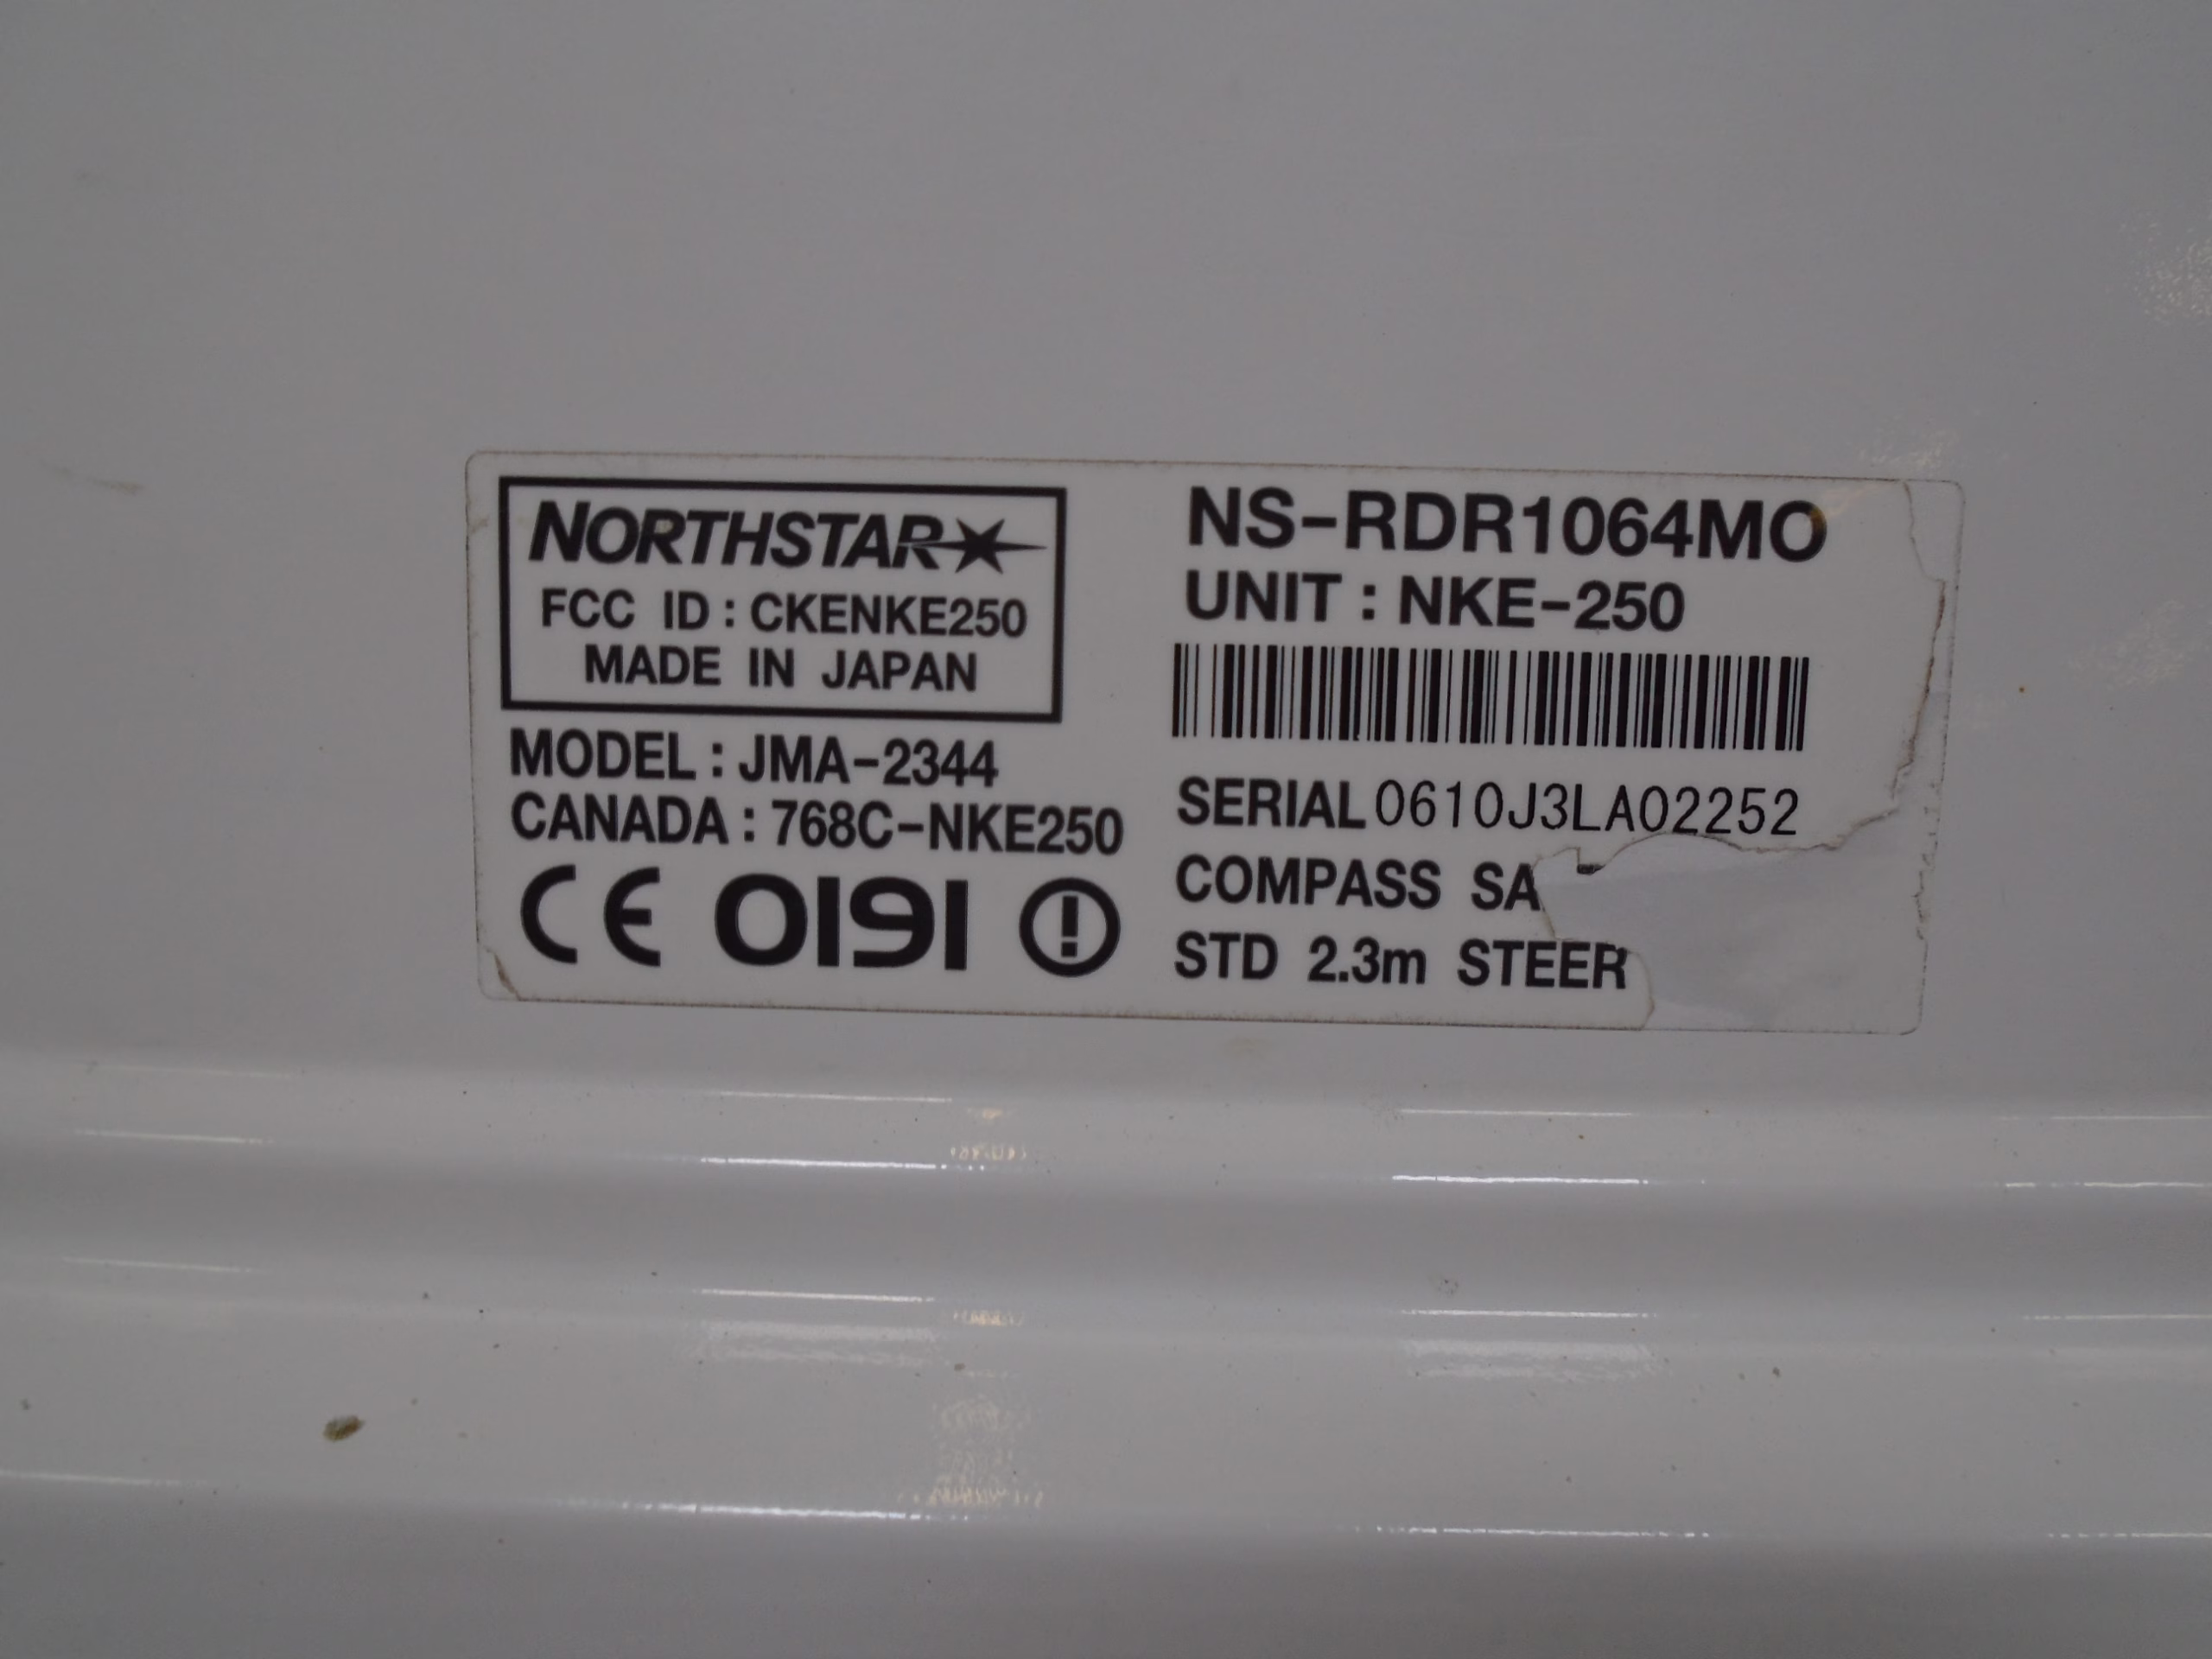 NORTHSTAR
FCC ID : CKENKE250
MADE IN JAPAN
MODEL : JMA-2344
CANADA : 768C-NKE250
CE 0191 !
NS-RDR1064MO
UNIT : NKE-250
SERIAL 0610J3LA02252
COMPASS
STD 2.3m STEER